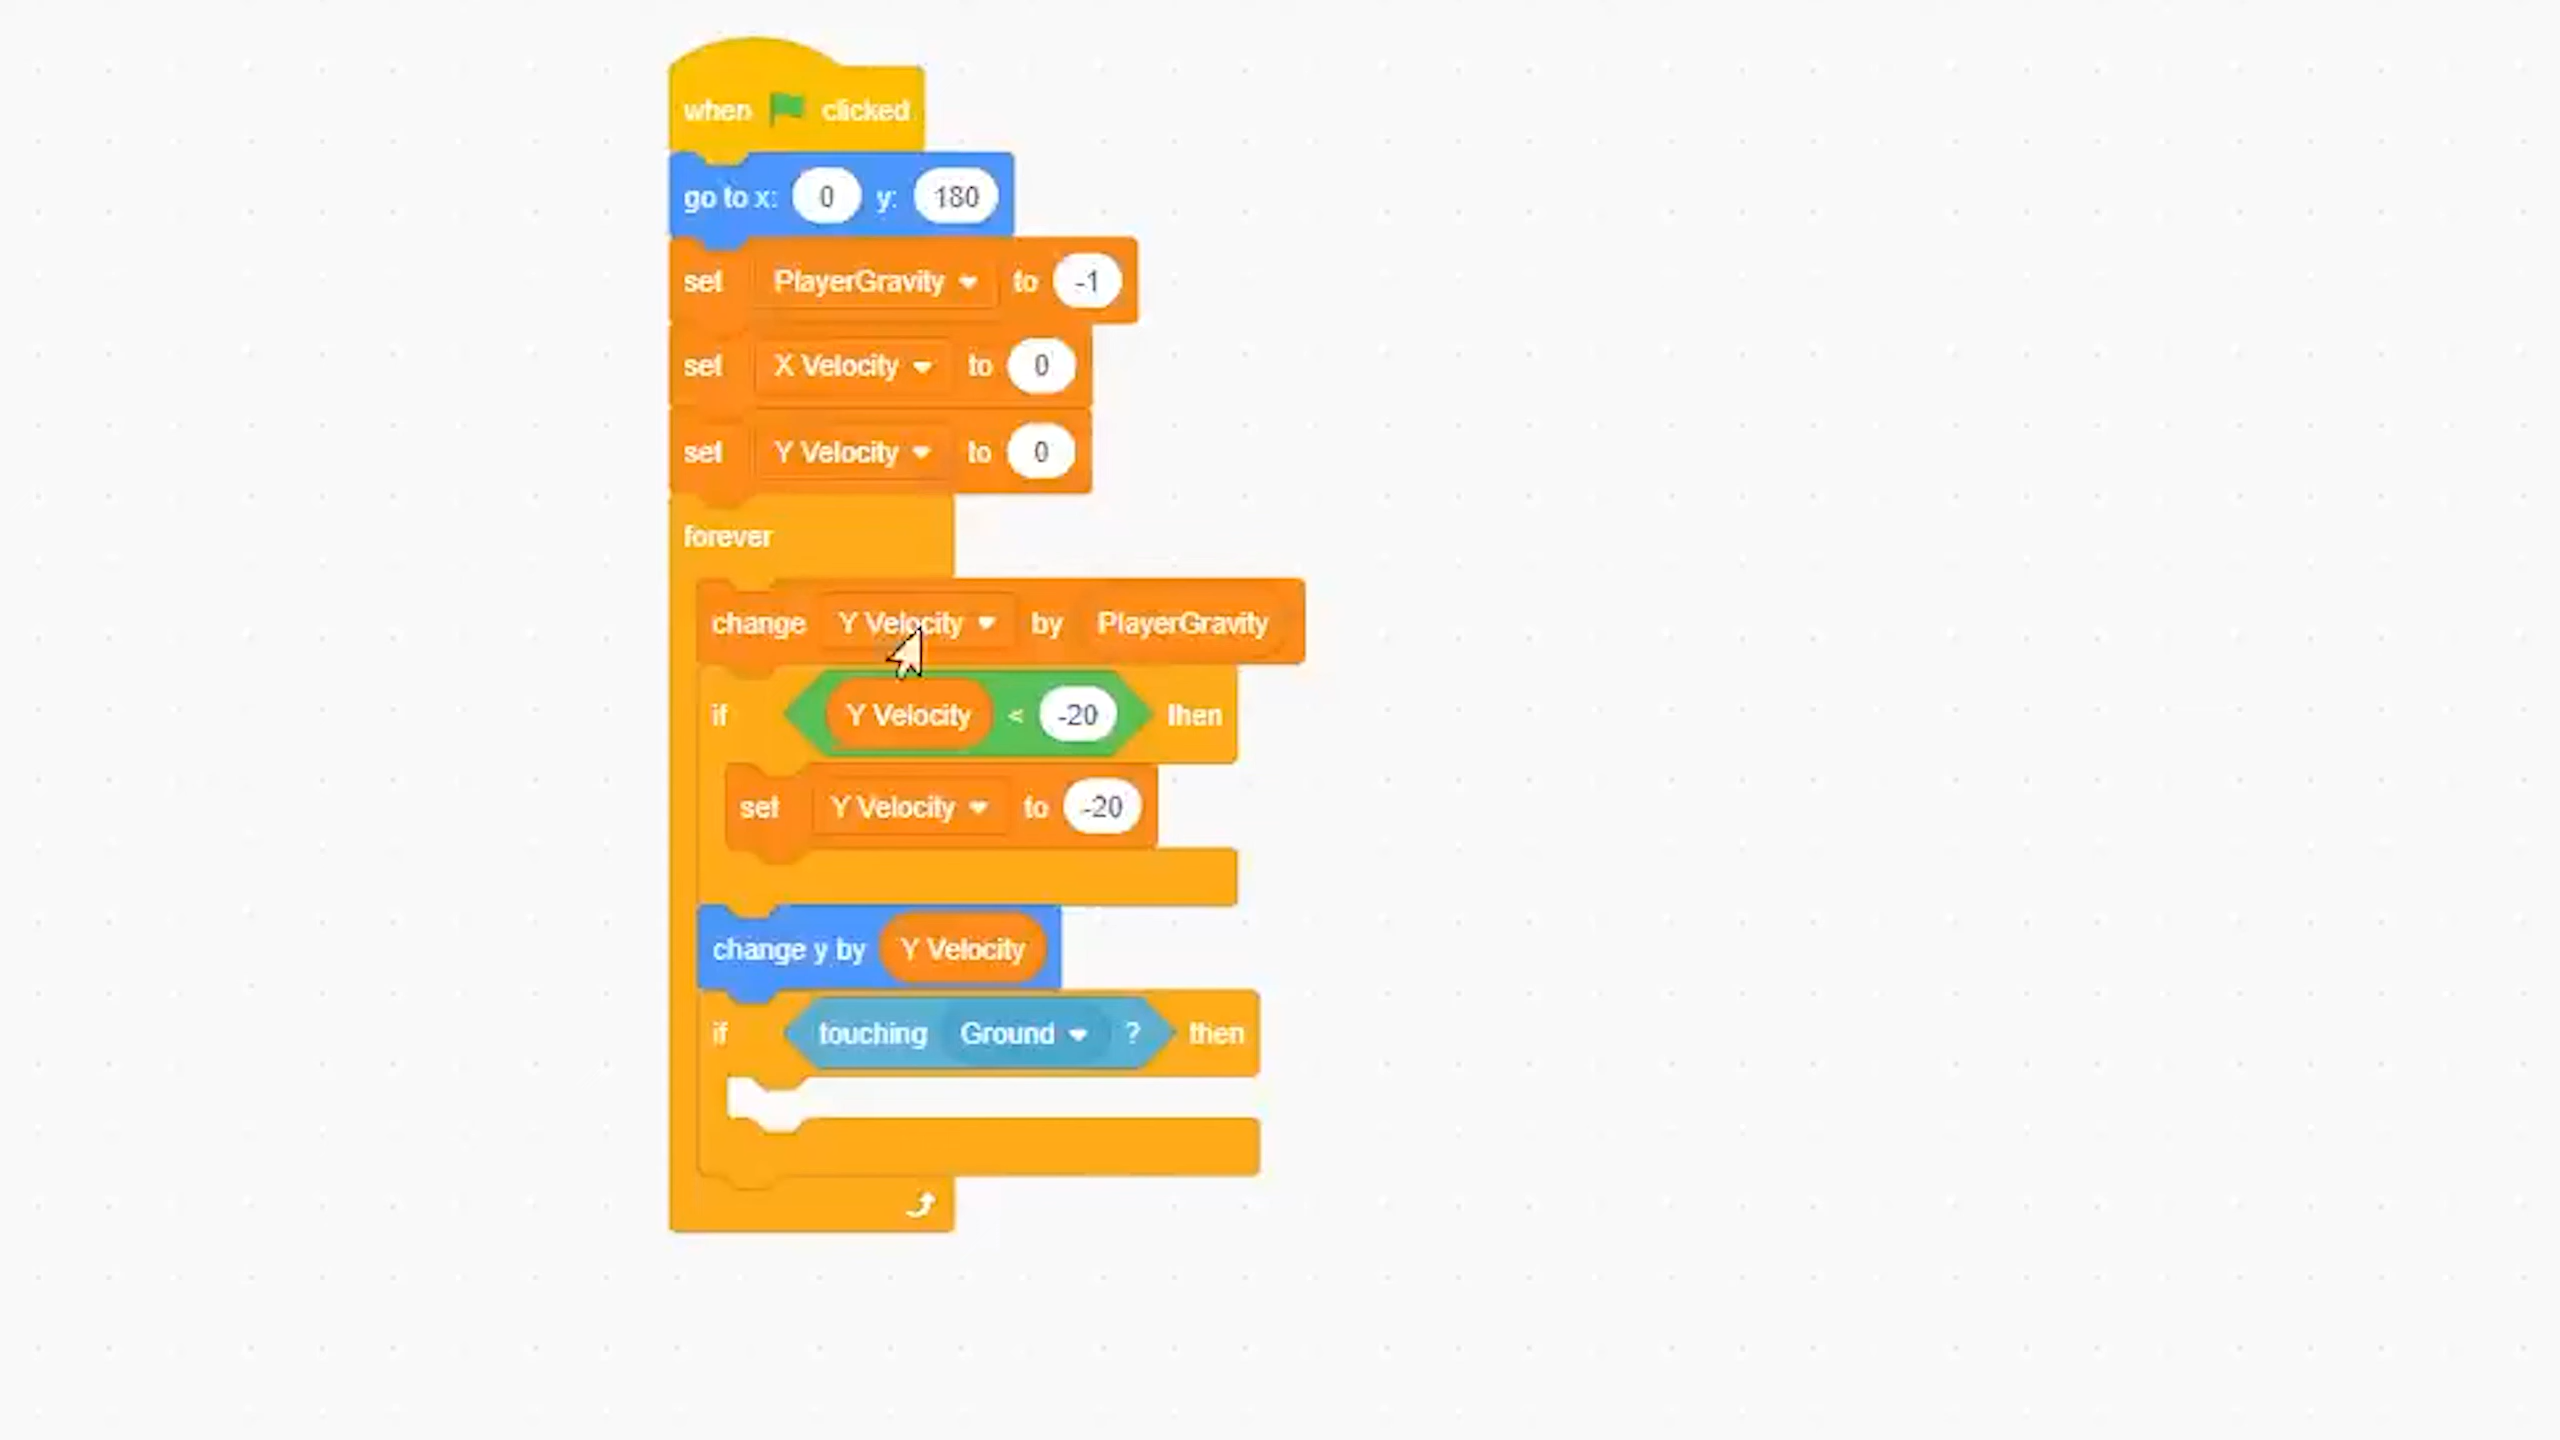 when clicked
go to x: 0 y: 180
set PlayerGravity to -1
set X Velocity to 0
set Y Velocity to 0
forever
change Y Velocity by PlayerGravity
if Y Velocity < -20 then
set Y Velocity to -20
change y by Y Velocity
if touching Ground ? then